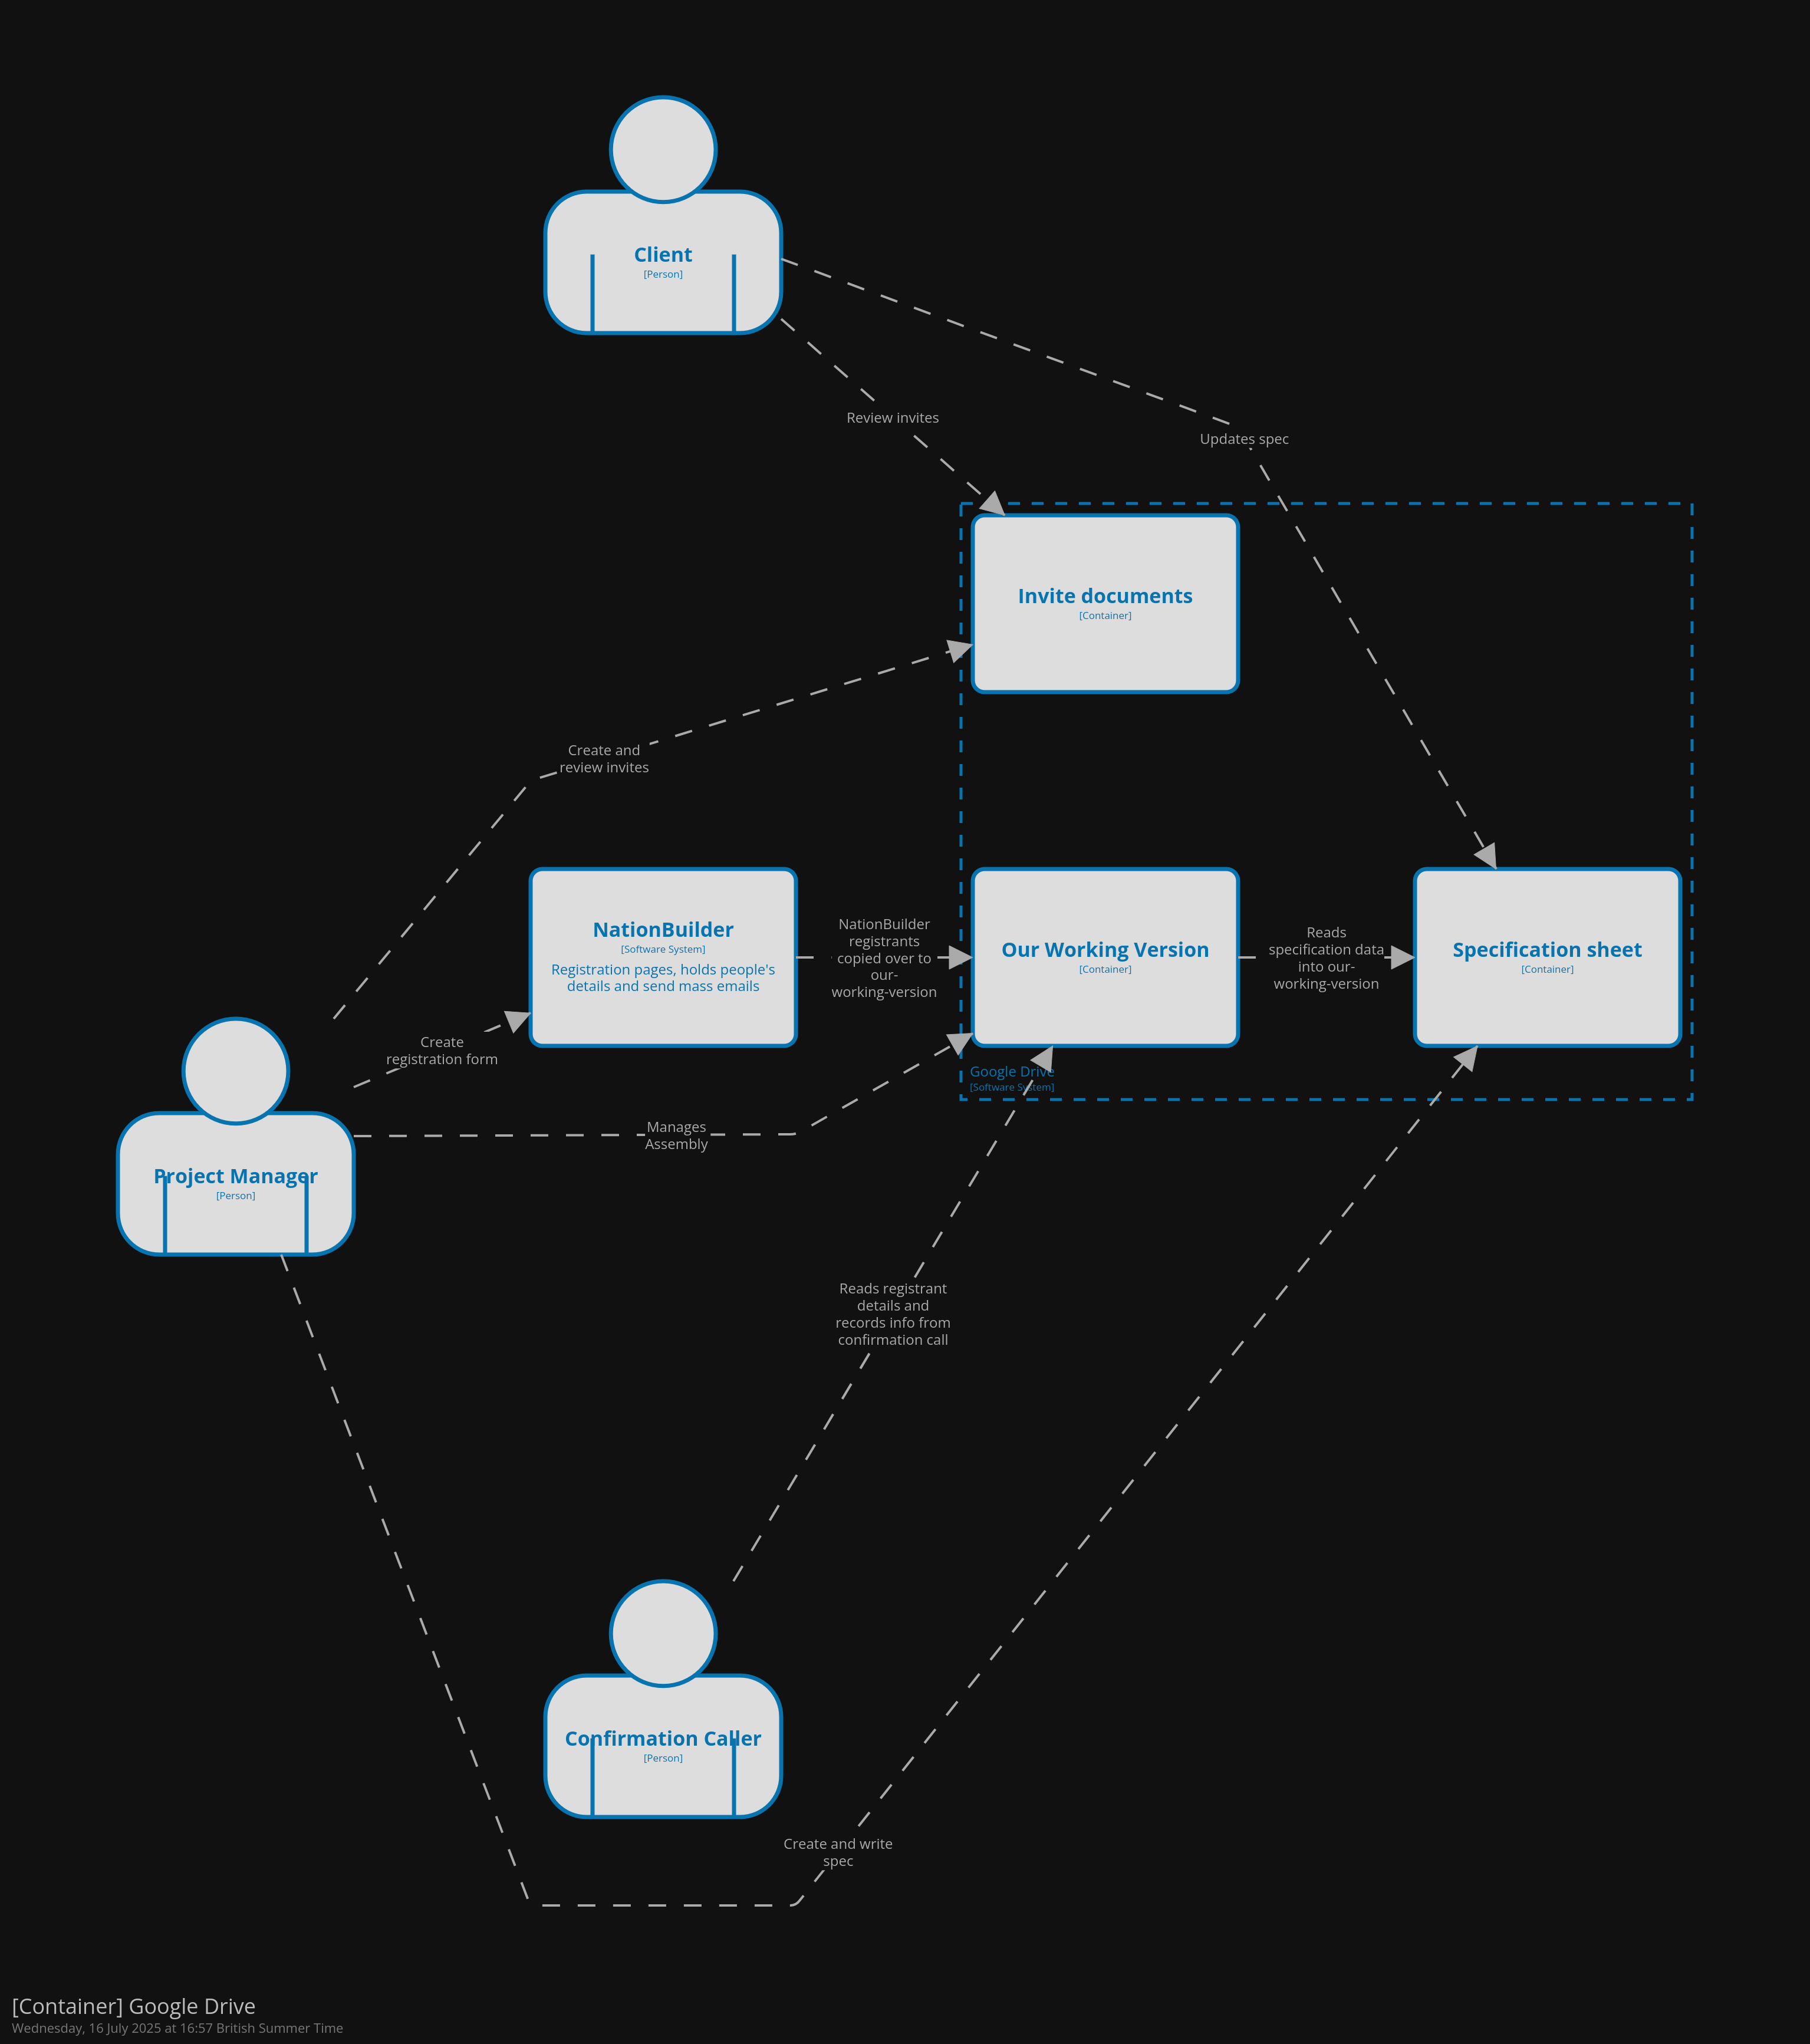 Client
[Person]
Review invites
Updates spec
Invite documents
[Container]
Create and
review invites
NationBuilder
[Software System]
Registration pages, holds people's
details and send mass emails
NationBuilder
registrants
copied over to
our-
working-version
Our Working Version
[Container]
Reads
specification data
into our-
working-version
Specification sheet
[Container]
Create
registration form
Google Drive
[Software System]
Manages
Assembly
Project Manager
[Person]
Reads registrant
details and
records info from
confirmation call
Confirmation Caller
[Person]
Create and write
spec
[Container] Google Drive
Wednesday, 16 July 2025 at 16:57 British Summer Time